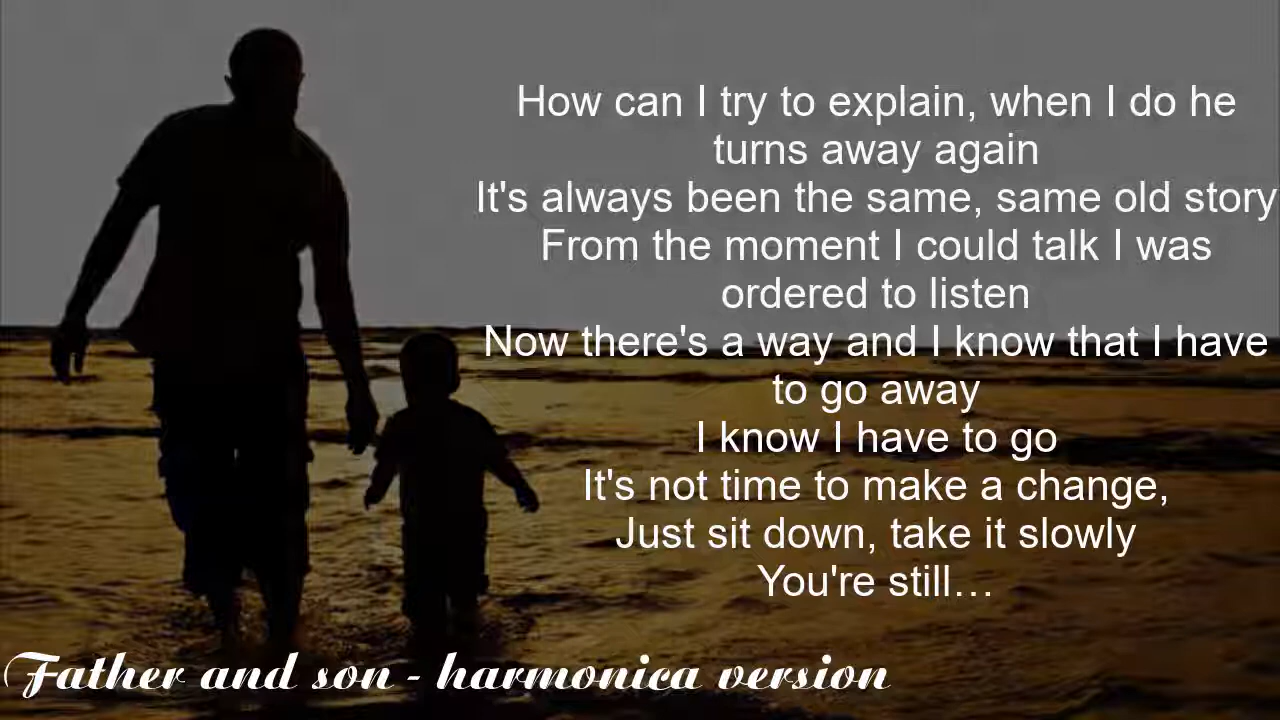 How can I try to explain, when I do he
turns away again
It's always been the same, same old story
From the moment I could talk I was
ordered to listen
Now there's a way and I know that I have
to go away
I know I have to go
It's not time to make a change,
Just sit down, take it slowly
You're still…
Father and son - harmonica version